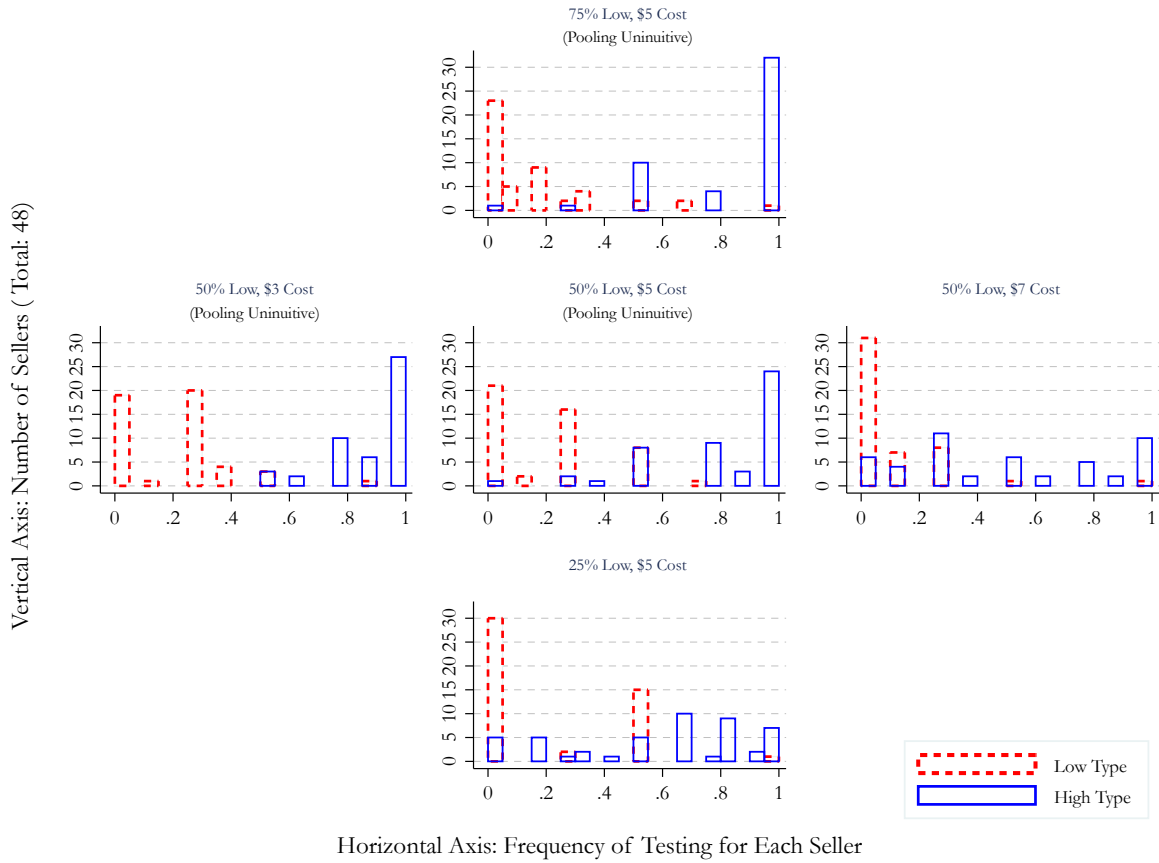 75% Low, $5 Cost
(Pooling Uninuitive)
30
25
20
15
10
5
0
0 .2 .4 .6 .8 1
Vertical Axis: Number of Sellers ( Total: 48)
50% Low, $3 Cost
(Pooling Uninuitive)
30
25
20
15
10
5
0
0 .2 .4 .6 .8 1
50% Low, $5 Cost
(Pooling Uninuitive)
30
25
20
15
10
5
0
0 .2 .4 .6 .8 1
50% Low, $7 Cost
30
25
20
15
10
5
0
0 .2 .4 .6 .8 1
25% Low, $5 Cost
30
25
20
15
10
5
0
0 .2 .4 .6 .8 1
Low Type
High Type
Horizontal Axis: Frequency of Testing for Each Seller